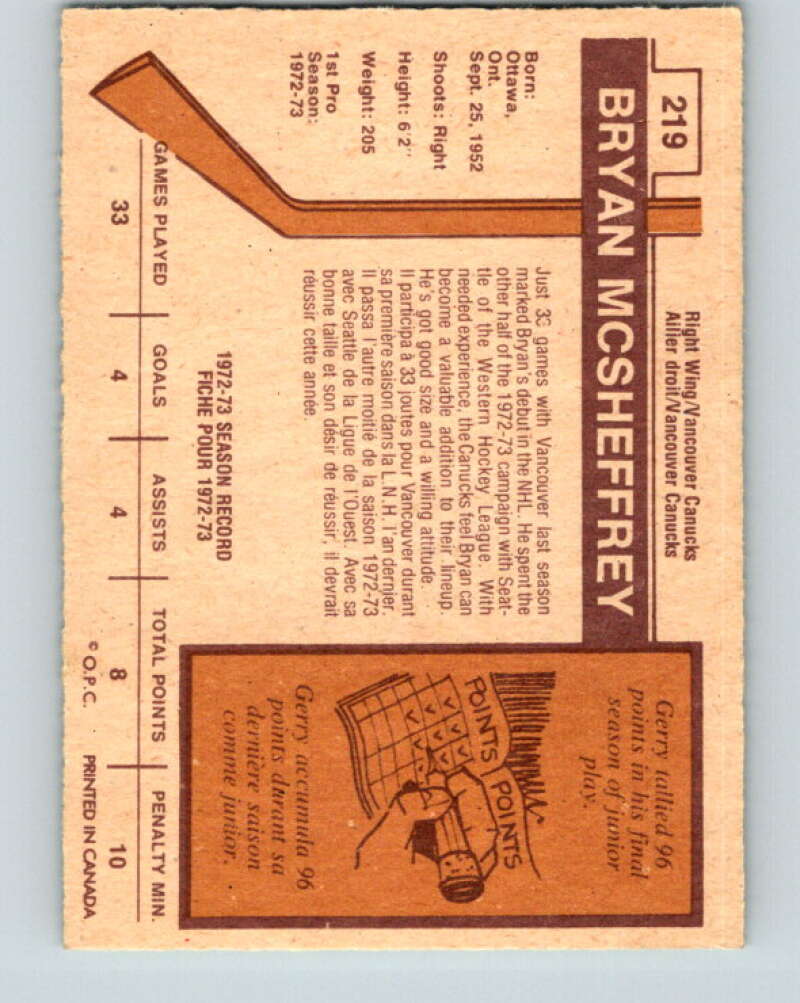 219
Right Wing/Vancouver Canucks
Ailier droit/Vancouver Canucks
BRYAN MCSHEFFREY
Born:
Ottawa,
Ont.
Sept. 25, 1952
Shoots: Right
Height: 6'2"
Weight: 205
1st Pro
Season:
1972-73
Just 33 games with Vancouver last season
marked Bryan's debut in the NHL. He spent the
other half of the 1972-73 campaign with Seat-
tle of the Western Hockey League. With
needed experience, the Canucks feel Bryan can
become a valuable addition to their lineup.
He's got good size and a willing attitude.
Il participa à 33 joutes pour Vancouver durant
sa première saison dans la L.N.H. l'an dernier.
Il passa l'autre moitié de la saison 1972-73
avec Seattle de la Ligue de l'Ouest. Avec sa
bonne taille et son désir de réussir, il devrait
réussir cette année.
Gerry tallied 96
points in his final
season of junior
play.
POINTS
POINTS
Gerry accumula 96
points durant sa
dernière saison
comme junior.
1972-73 SEASON RECORD
FICHE POUR 1972-73
GAMES PLAYED GOALS ASSISTS TOTAL POINTS PENALTY MIN.
33 4 4 8 10
© O.P.C. PRINTED IN CANADA